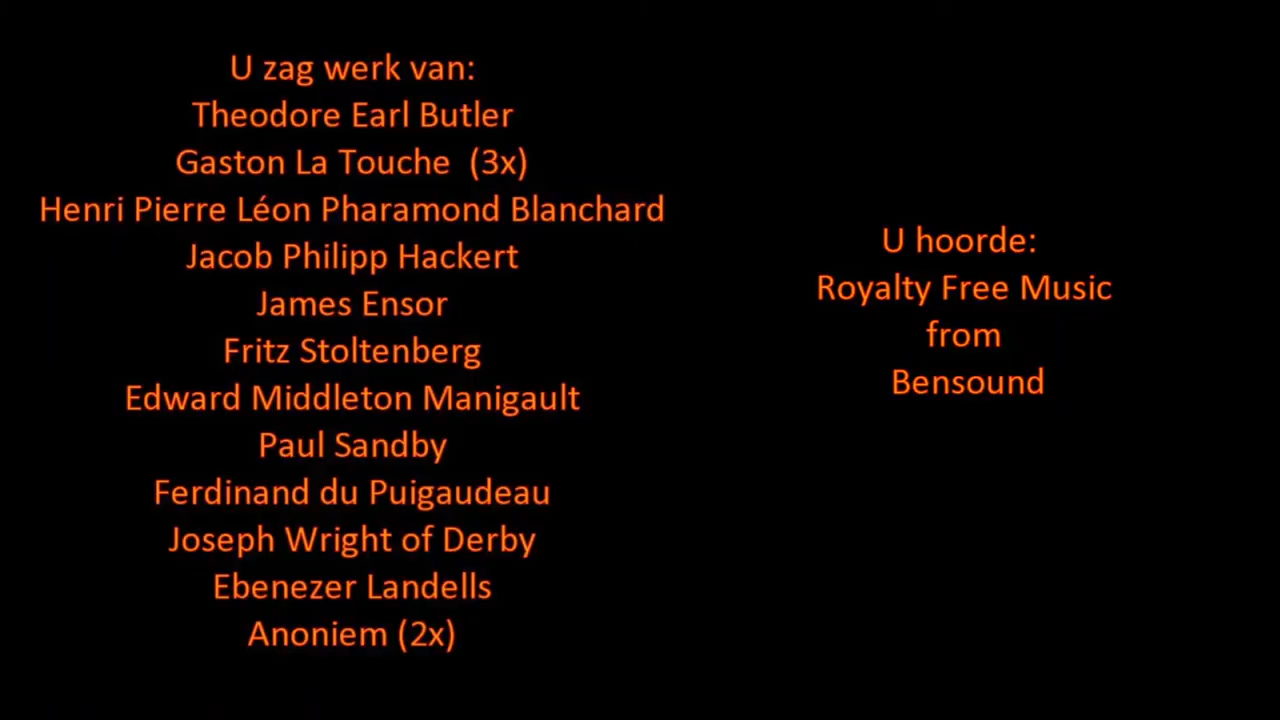 U zag werk van:
Theodore Earl Butler
Gaston La Touche (3x)
Henri Pierre Léon Pharamond Blanchard
Jacob Philipp Hackert
James Ensor
Fritz Stoltenberg
Edward Middleton Manigault
Paul Sandby
Ferdinand du Puigaudeau
Joseph Wright of Derby
Ebenezer Landells
Anoniem (2x)
U hoorde:
Royalty Free Music
from
Bensound